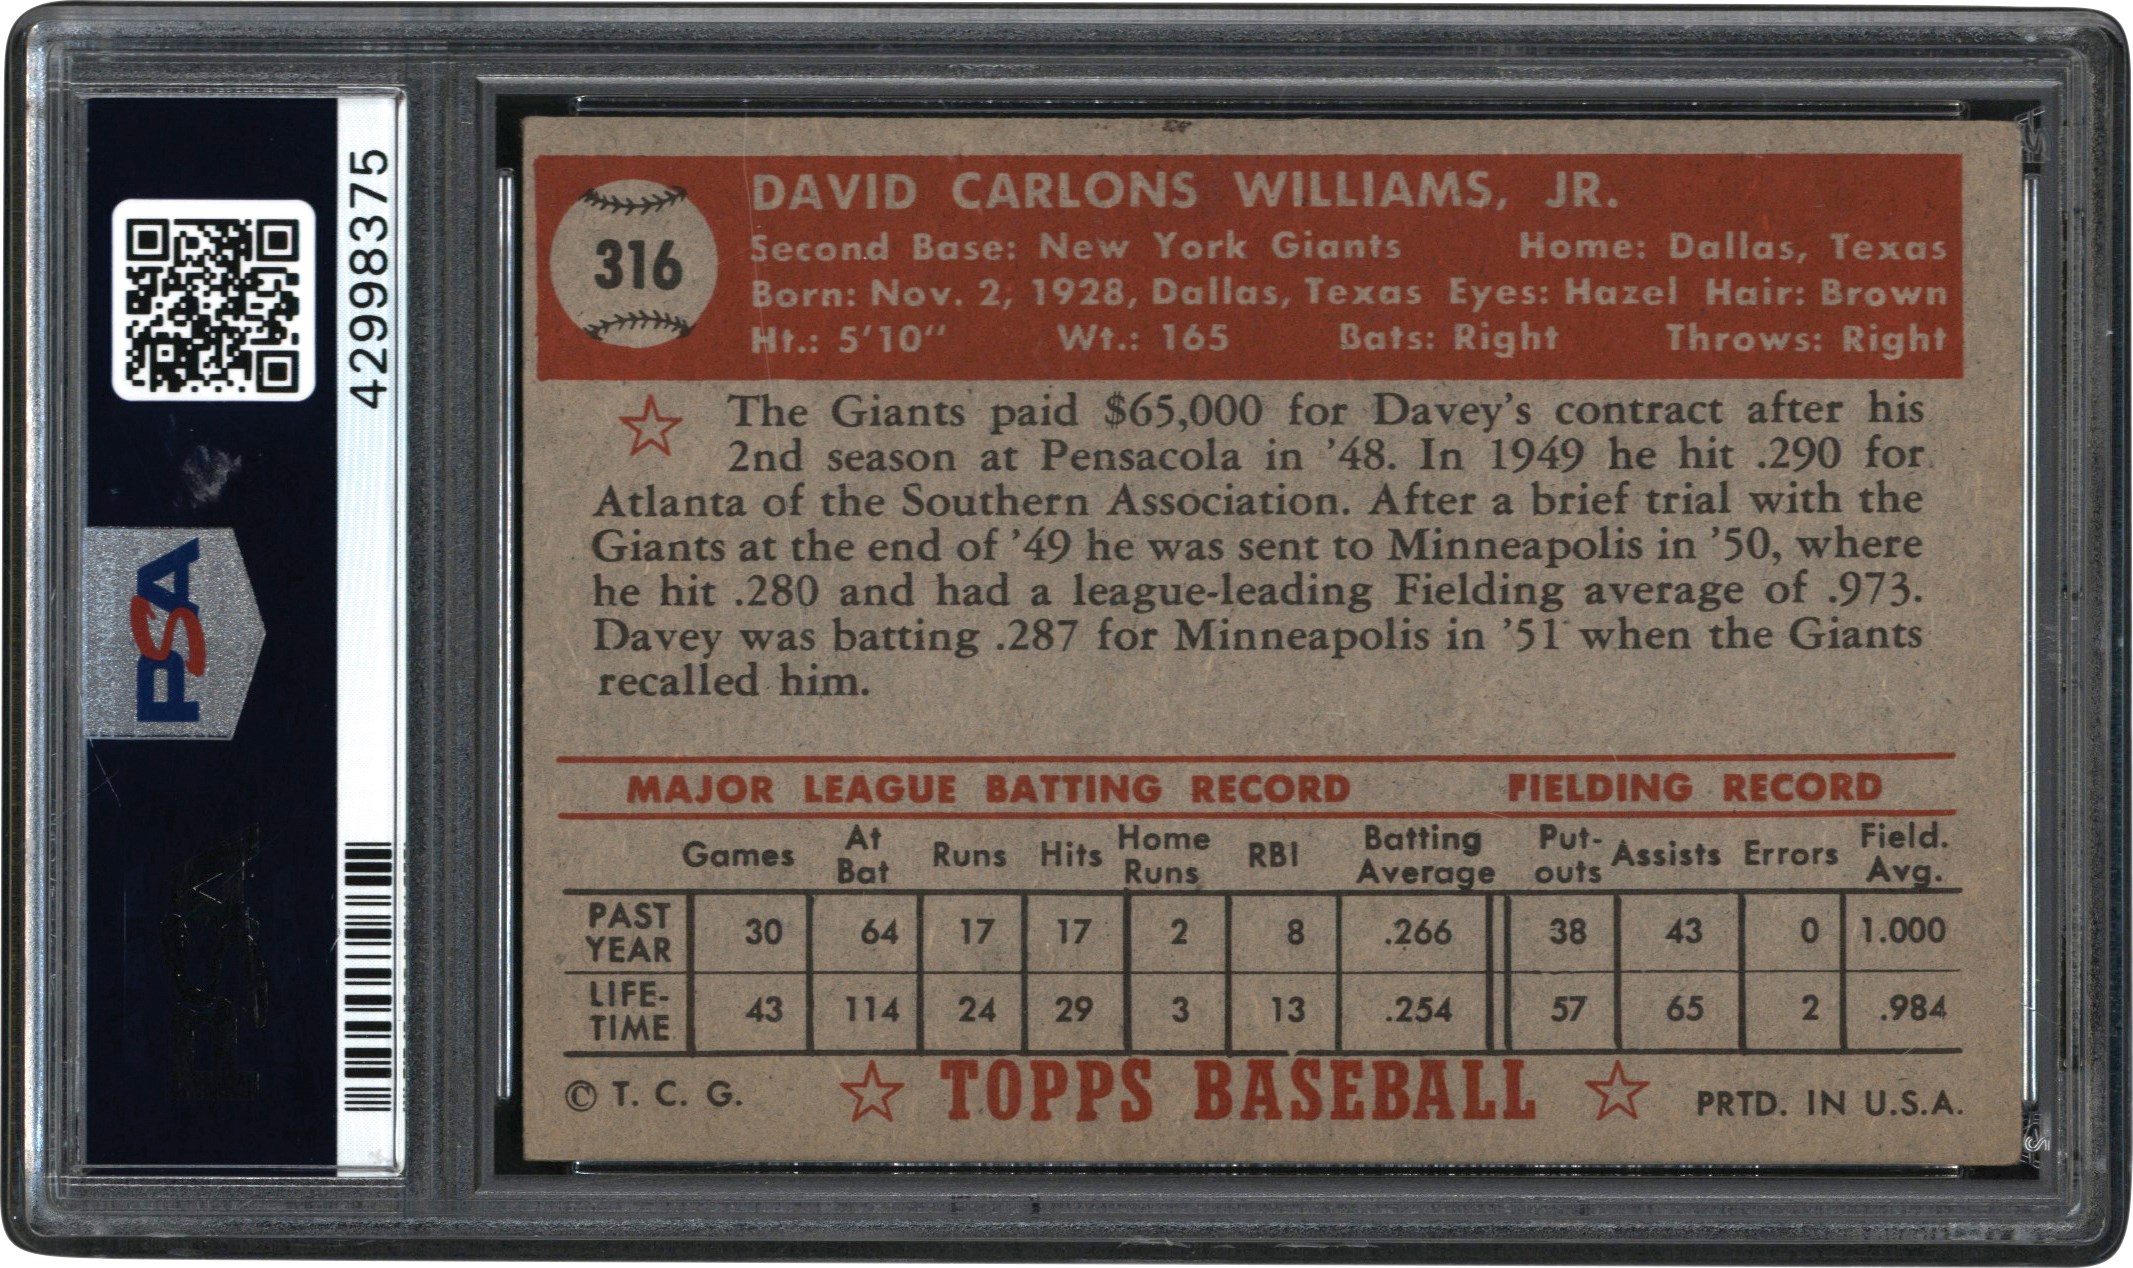 42998375
PSA
316
DAVID CARLONS WILLIAMS, JR.
Second Base: New York Giants Home: Dallas, Texas
Born: Nov. 2, 1928, Dallas, Texas Eyes: Hazel Hair: Brown
Ht.: 5'10" Wt.: 165 Bats: Right Throws: Right
The Giants paid $65,000 for Davey's contract after his
2nd season at Pensacola in '48. In 1949 he hit .290 for
Atlanta of the Southern Association. After a brief trial with the
Giants at the end of '49 he was sent to Minneapolis in '50, where
he hit .280 and had a league-leading Fielding average of .973.
Davey was batting .287 for Minneapolis in '51 when the Giants
recalled him.
MAJOR LEAGUE BATTING RECORD FIELDING RECORD
Games At Bat Runs Hits Home Runs RBI Batting Average Put-outs Assists Errors Field. Avg.
PAST YEAR 30 64 17 17 2 8 .266 38 43 0 1.000
LIFE-TIME 43 114 24 29 3 13 .254 57 65 2 .984
© T. C. G. TOPPS BASEBALL PRTD. IN U.S.A.
PSA